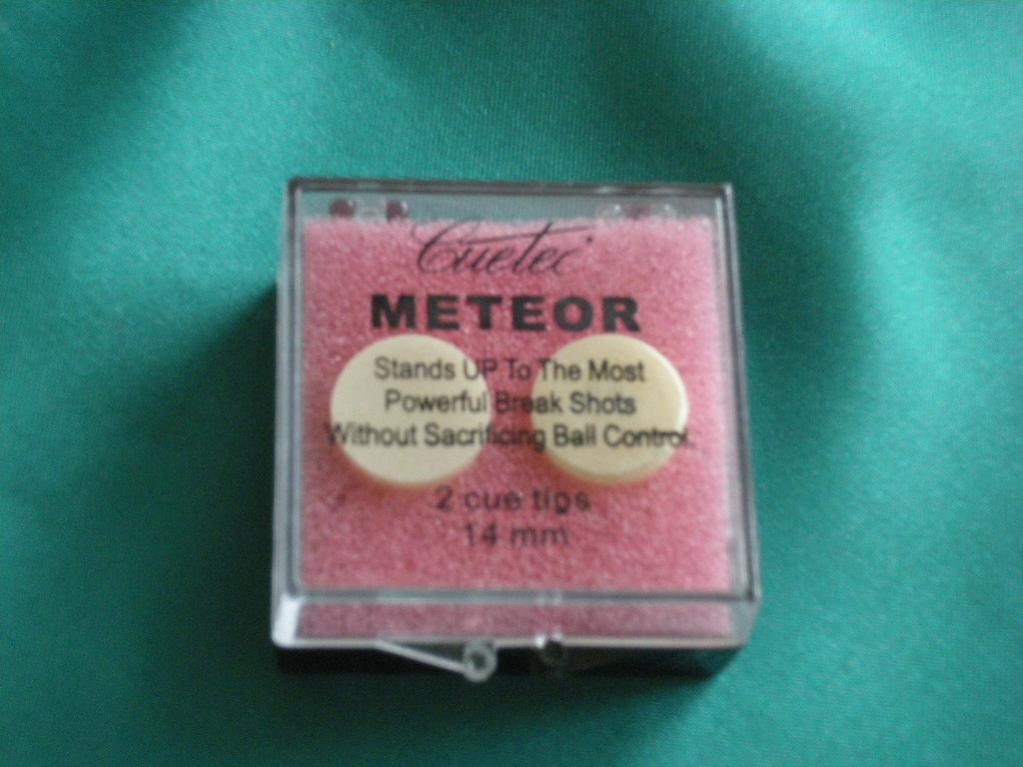 Cuetec
METEOR
Stands UP To The Most
Powerful Break Shots
Without Sacrificing Ball Control.
2 cue tips
14 mm